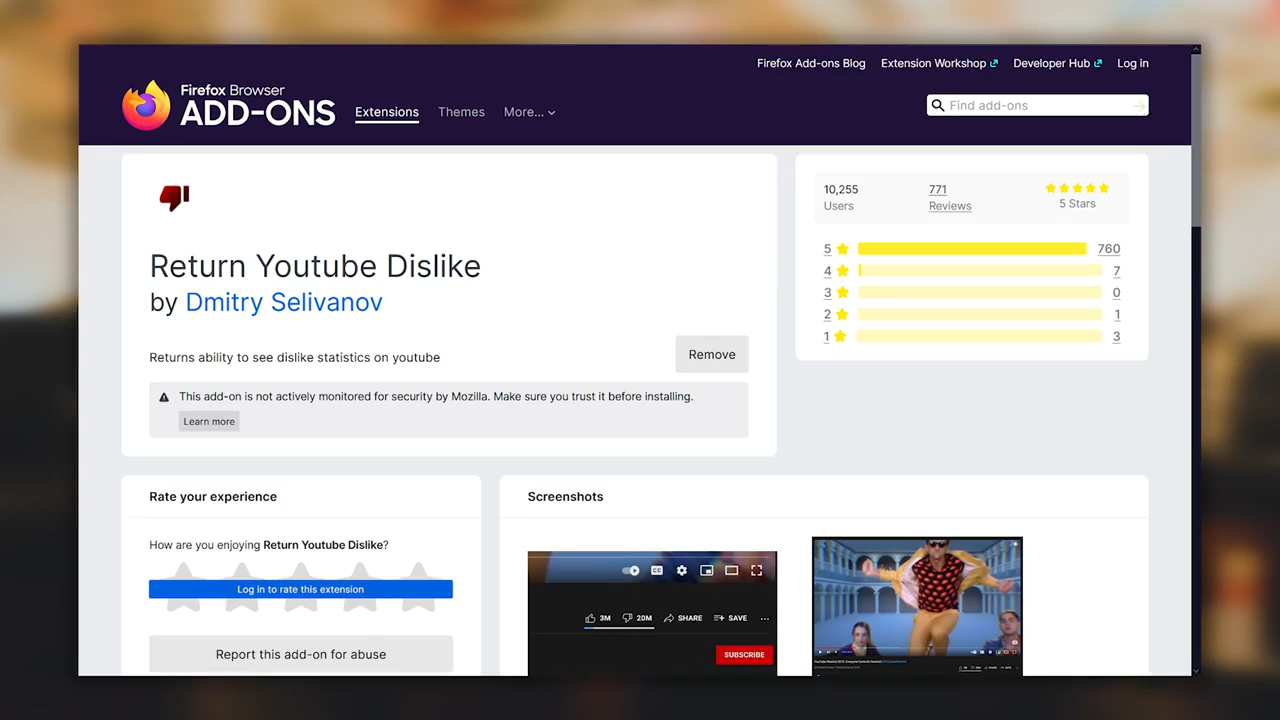 Firefox Add-ons Blog
Extension Workshop
Developer Hub
Log in
Firefox Browser
ADD-ONS
Extensions
Themes
More...
Find add-ons
Return Youtube Dislike
by Dmitry Selivanov
Returns ability to see dislike statistics on youtube
Remove
This add-on is not actively monitored for security by Mozilla. Make sure you trust it before installing.
Learn more
10,255
Users
771
Reviews
5 Stars
5 760
4 7
3 0
2 1
1 3
Rate your experience
How are you enjoying Return Youtube Dislike?
Log in to rate this extension
Report this add-on for abuse
Screenshots
3M 20M SHARE SAVE
SUBSCRIBE